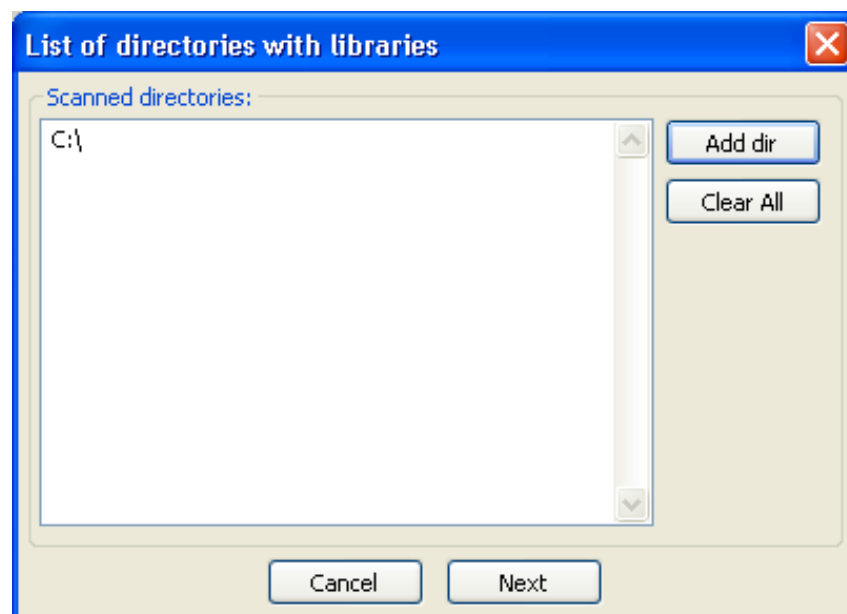 List of directories with libraries
Scanned directories:
C:\
Add dir
Clear All
Cancel
Next